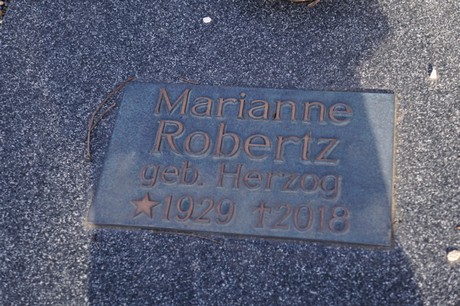 Marianne
Robertz
geb. Herzog
★1929 †2018